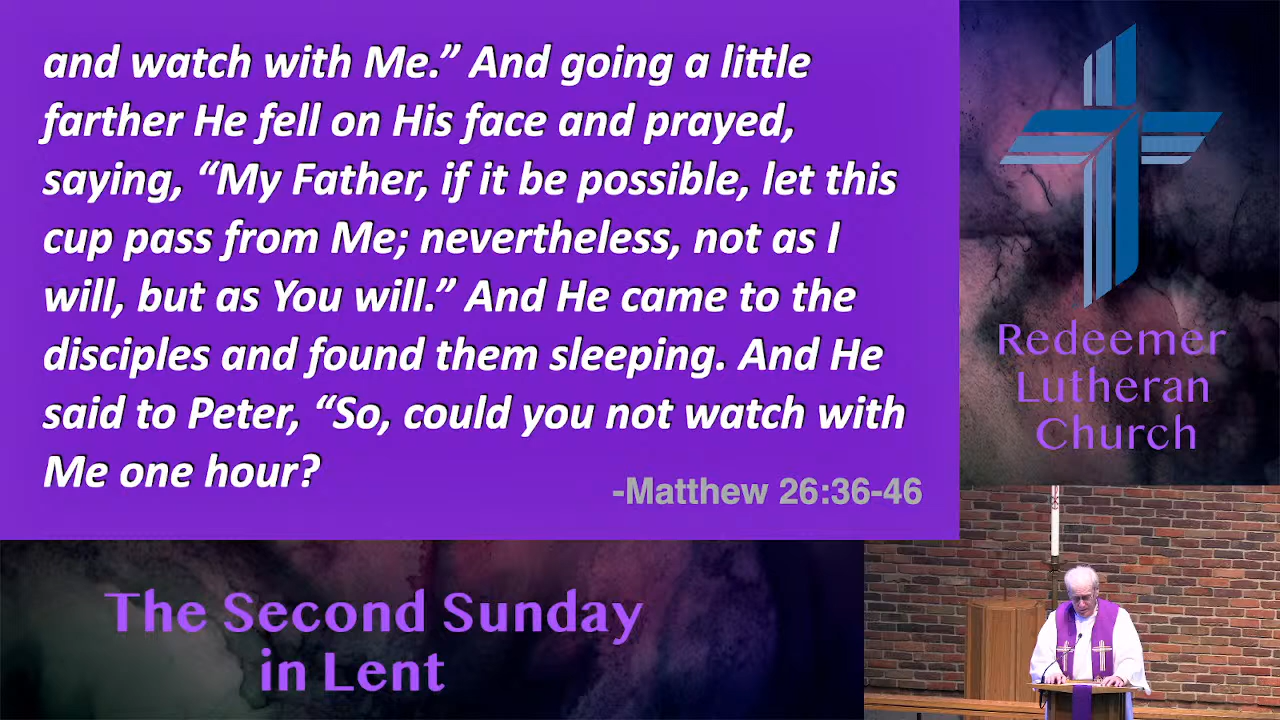 and watch with Me.” And going a little
farther He fell on His face and prayed,
saying, “My Father, if it be possible, let this
cup pass from Me; nevertheless, not as I
will, but as You will.” And He came to the
disciples and found them sleeping. And He
said to Peter, “So, could you not watch with
Me one hour?
-Matthew 26:36-46
Redeemer
Lutheran
Church
The Second Sunday
in Lent